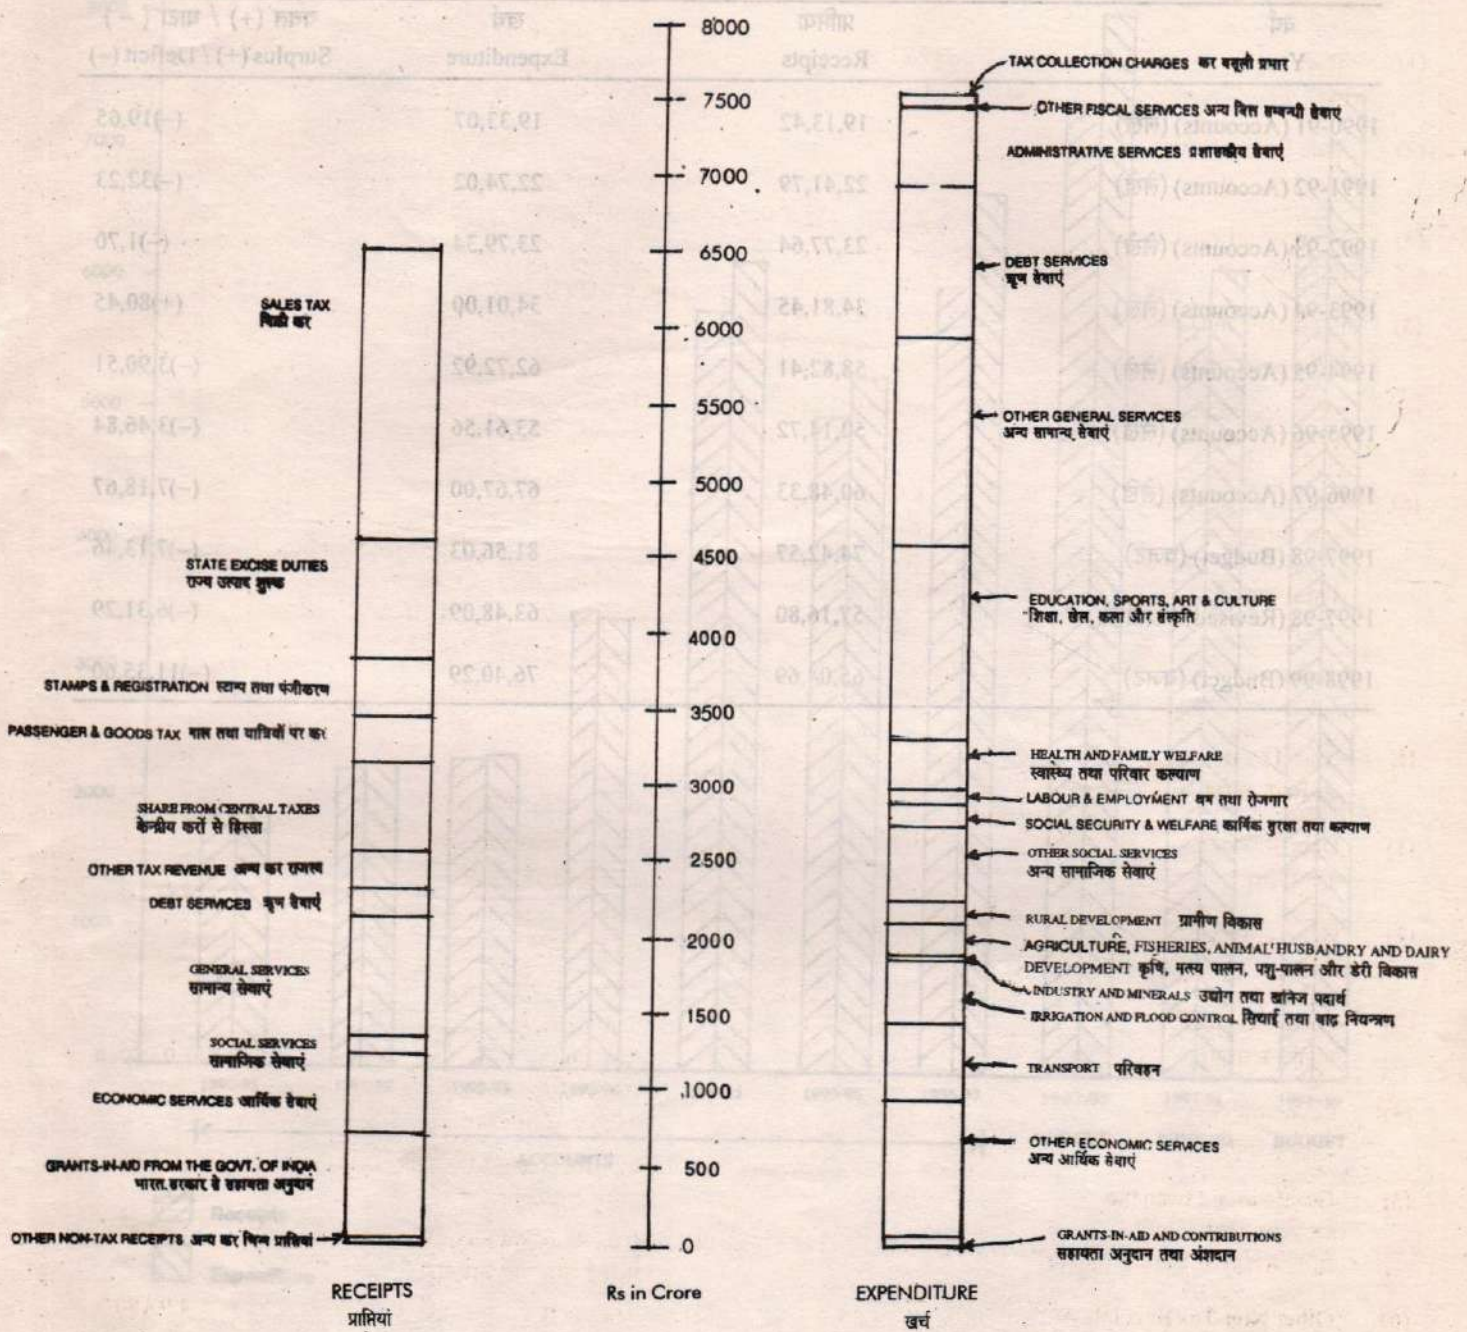 8000
7500
7000
6500
6000
5500
5000
4500
4000
3500
3000
2500
2000
1500
1000
500
0
SALES TAX
बिक्री कर
STATE EXCISE DUTIES
राज्य उत्पाद शुल्क
STAMPS & REGISTRATION स्टाम्प तथा पंजीकरण
PASSENGER & GOODS TAX माल तथा यात्रियों पर कर
SHARE FROM CENTRAL TAXES
केन्द्रीय करों से हिस्सा
OTHER TAX REVENUE अन्य कर राजस्व
DEBT SERVICES ऋण सेवाएं
GENERAL SERVICES
सामान्य सेवाएं
SOCIAL SERVICES
सामाजिक सेवाएं
ECONOMIC SERVICES आर्थिक सेवाएं
GRANTS-IN-AID FROM THE GOVT. OF INDIA
भारत सरकार से सहायता अनुदान
OTHER NON-TAX RECEIPTS अन्य कर भिन्न प्राप्तियां
TAX COLLECTION CHARGES कर वसूली प्रभार
OTHER FISCAL SERVICES अन्य वित्त सम्बन्धी सेवाएं
ADMINISTRATIVE SERVICES प्रशासकीय सेवाएं
DEBT SERVICES
ऋण सेवाएं
OTHER GENERAL SERVICES
अन्य सामान्य सेवाएं
EDUCATION, SPORTS, ART & CULTURE
शिक्षा, खेल, कला और संस्कृति
HEALTH AND FAMILY WELFARE
स्वास्थ्य तथा परिवार कल्याण
LABOUR & EMPLOYMENT श्रम तथा रोजगार
SOCIAL SECURITY & WELFARE सुरक्षा तथा कल्याण
OTHER SOCIAL SERVICES
अन्य सामाजिक सेवाएं
RURAL DEVELOPMENT ग्रामीण विकास
AGRICULTURE, FISHERIES, ANIMAL HUSBANDRY AND DAIRY
DEVELOPMENT कृषि, मत्स्य पालन, पशु-पालन और डेरी विकास
INDUSTRY AND MINERALS उद्योग तथा खनिज पदार्थ
IRRIGATION AND FLOOD CONTROL सिचाई तथा बाढ़ नियन्त्रण
TRANSPORT परिवहन
OTHER ECONOMIC SERVICES
अन्य आर्थिक सेवाएं
GRANTS-IN-AID AND CONTRIBUTIONS
सहायता अनुदान तथा अंशदान
RECEIPTS
प्राप्तियां
Rs in Crore
EXPENDITURE
खर्च